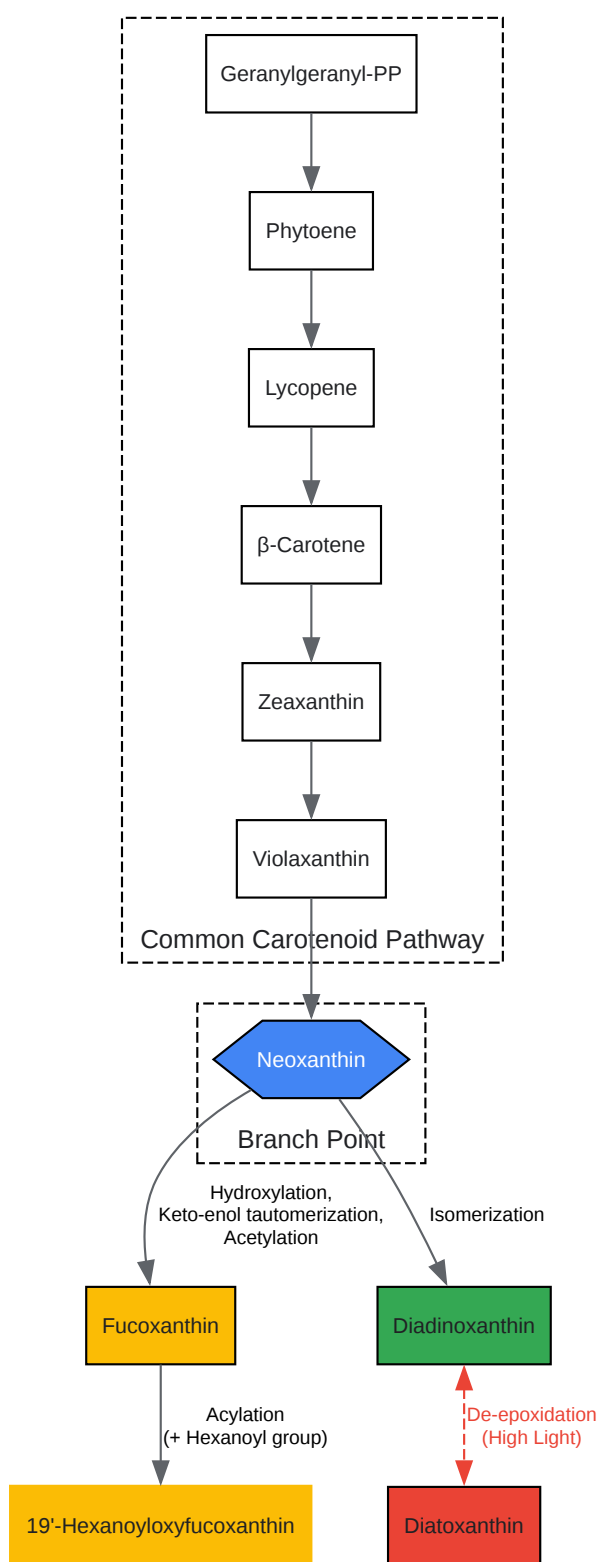 Geranylgeranyl-PP
Phytoene
Lycopene
β-Carotene
Zeaxanthin
Violaxanthin
Common Carotenoid Pathway
Neoxanthin
Branch Point
Hydroxylation,
Keto-enol tautomerization,
Acetylation
Isomerization
Fucoxanthin
Diadinoxanthin
Acylation
(+ Hexanoyl group)
De-epoxidation
(High Light)
19'-Hexanoyloxyfucoxanthin
Diatoxanthin